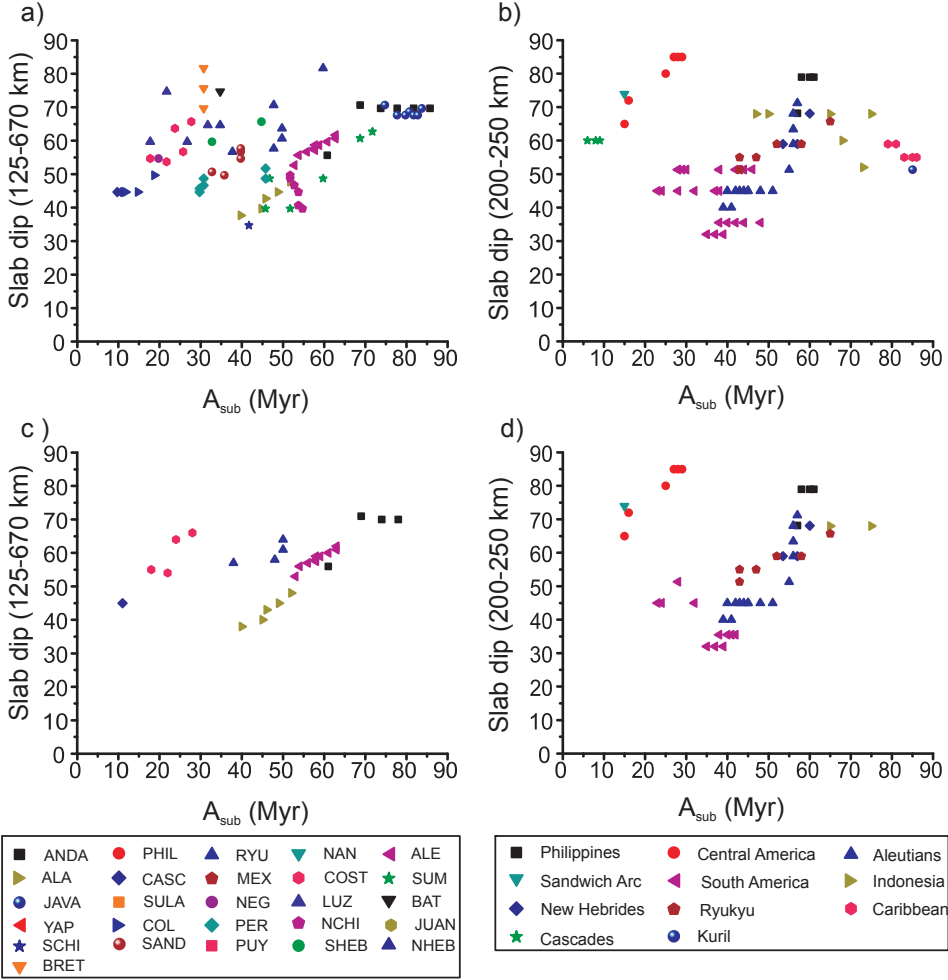 a)
b)
90
80
70
60
50
40
30
20
10
0
Slab dip (125-670 km)
0 10 20 30 40 50 60 70 80 90
A_sub (Myr)
90
80
70
60
50
40
30
20
10
0
Slab dip (200-250 km)
0 10 20 30 40 50 60 70 80 90
A_sub (Myr)
c )
d)
90
80
70
60
50
40
30
20
10
0
Slab dip (125-670 km)
0 10 20 30 40 50 60 70 80 90
A_sub (Myr)
90
80
70
60
50
40
30
20
10
0
Slab dip (200-250 km)
0 10 20 30 40 50 60 70 80 90
A_sub (Myr)
ANDA PHIL RYU NAN ALE
ALA CASC MEX COST SUM
JAVA SULA NEG LUZ BAT
YAP COL PER NCHI JUAN
SCHI SAND PUY SHEB NHEB
BRET
Philippines Central America Aleutians
Sandwich Arc South America Indonesia
New Hebrides Ryukyu Caribbean
Cascades Kuril